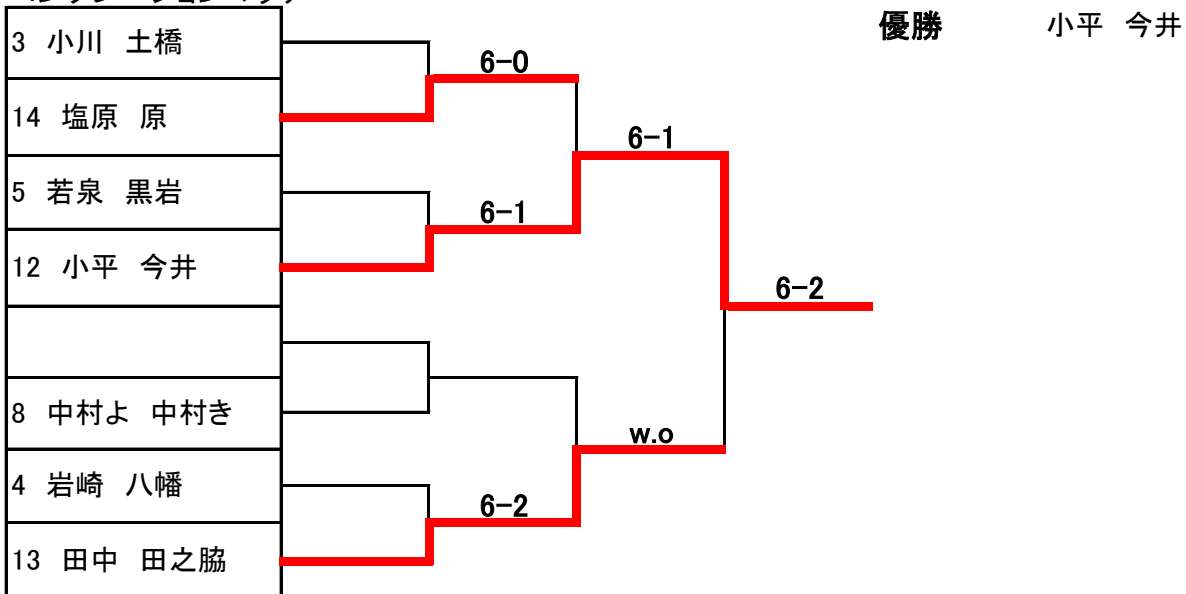 優勝 小平 今井
3 小川 土橋
6-0
14 塩原 原
6-1
5 若泉 黒岩
6-1
12 小平 今井
6-2
8 中村よ 中村き
w.o
4 岩崎 八幡
6-2
13 田中 田之脇